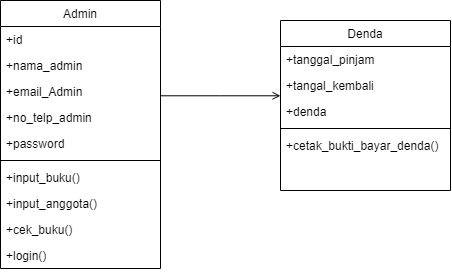 Admin
+id
+nama_admin
+email_Admin
+no_telp_admin
+password
+input_buku()
+input_anggota()
+cek_buku()
+login()
Denda
+tanggal_pinjam
+tangal_kembali
+denda
+cetak_bukti_bayar_denda()